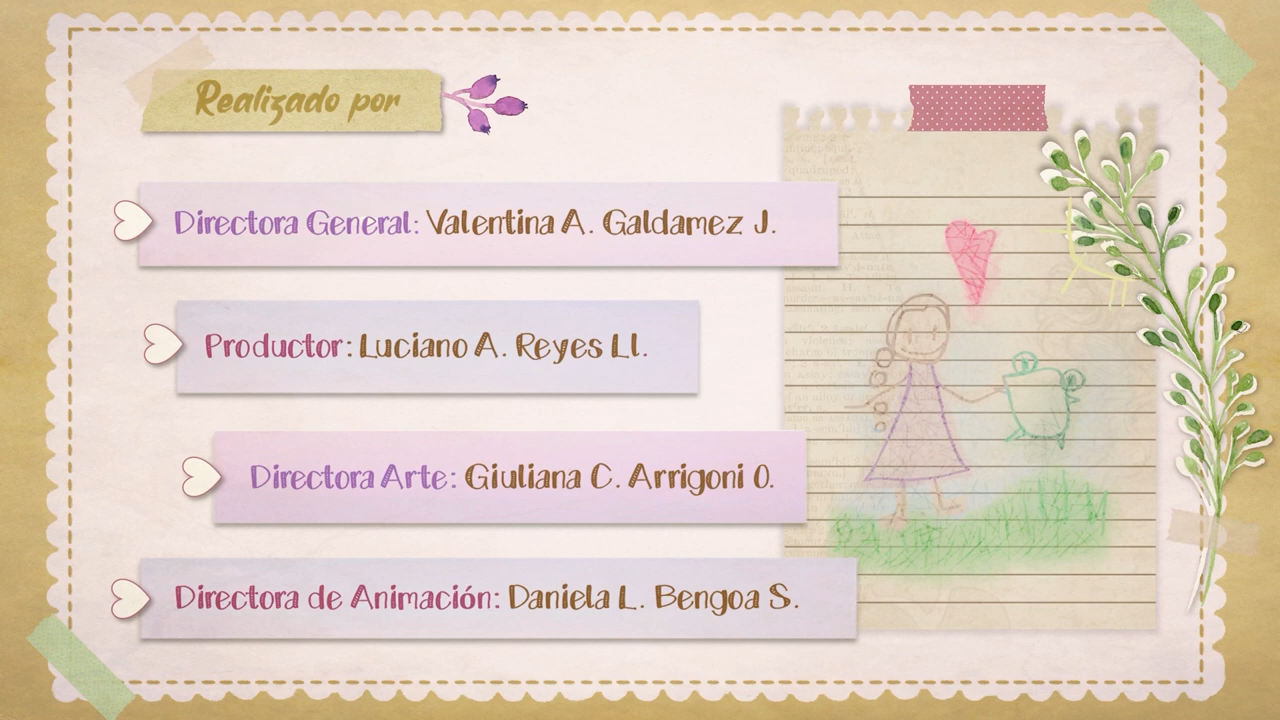 Realizado por
Directora General: Valentina A. Galdamez J.
Productor: Luciano A. Reyes Ll.
Directora Arte: Giuliana C. Arrigoni O.
Directora de Animación: Daniela L. Bengoa S.